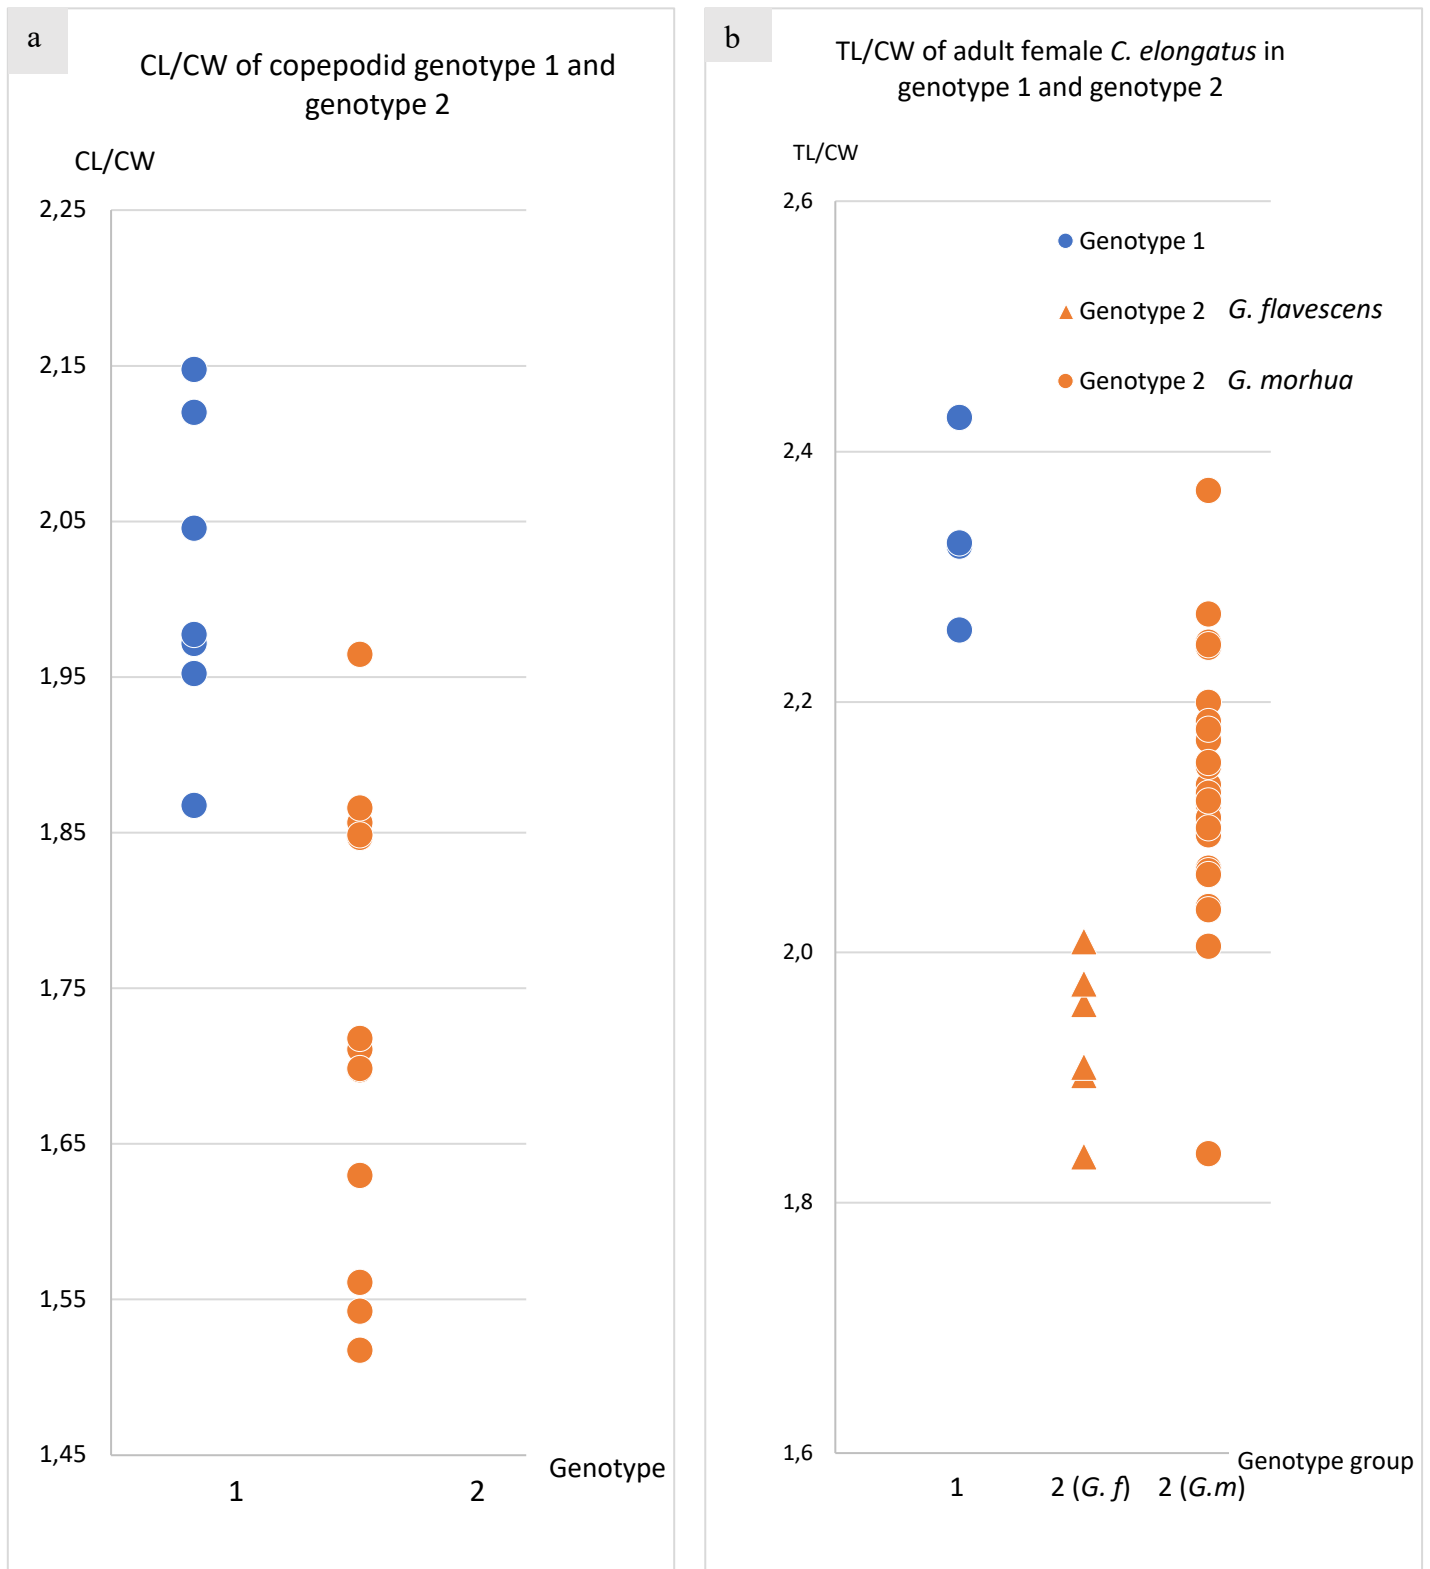 a
CL/CW of copepodid genotype 1 and
genotype 2
CL/CW
2,25
2,15
2,05
1,95
1,85
1,75
1,65
1,55
1,45
1
2
Genotype
b
TL/CW of adult female C. elongatus in
genotype 1 and genotype 2
TL/CW
2,6
2,4
2,2
2,0
1,8
1,6
Genotype 1
Genotype 2 G. flavescens
Genotype 2 G. morhua
1
2 (G. f)
2 (G.m)
Genotype group